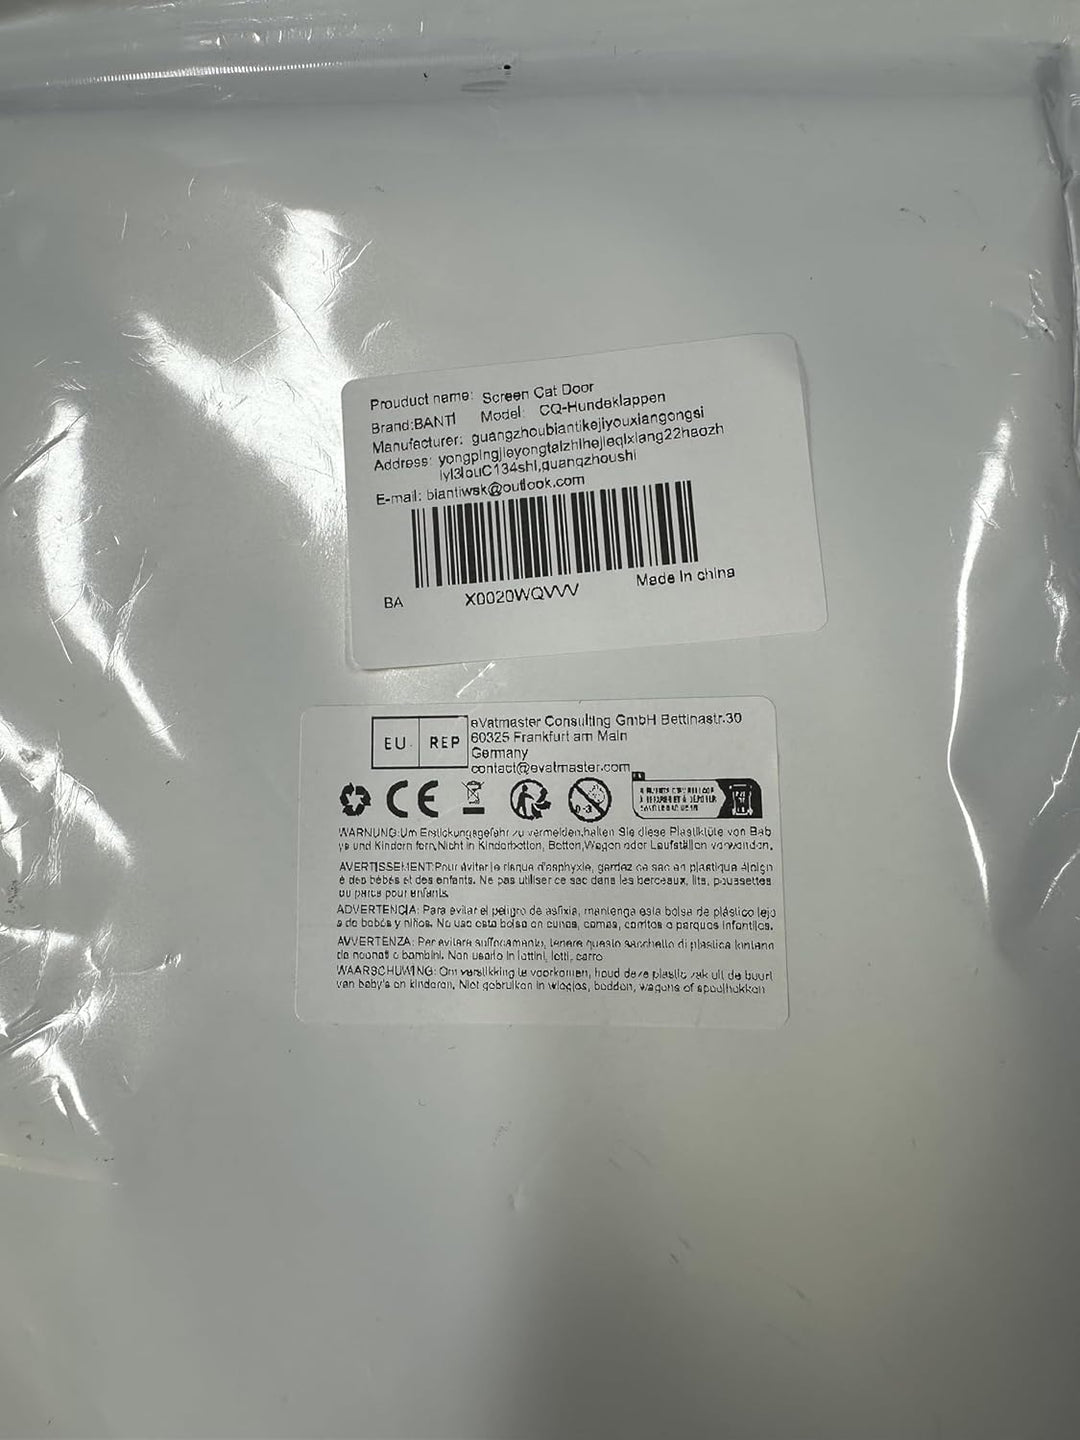 Prouduct name: Screen Cat Door
Brand:BANTI Model: CQ-Hundeklappen
Manufacturer: guangzhoubiantikejiyouxiangongsi
Address: yongpingjieyongtaizhihejieqixiang22haozh
iyi3louC134shi,guangzhoushi
E-mail: biantiwsk@outlook.com
BA X0020WQVVV Made In china
EU REP
eVatmaster Consulting GmbH Bettinastr.30
60325 Frankfurt am Main
Germany
contact@evatmaster.com
CE
0-3
WARNUNG:Um Erstickungsgefahr zu vermeiden,halten Sie diese Plastiktüte von Bab
ys und Kindern fern,Nicht in Kinderbetten, Betten,Wagen oder Laufställen verwenden.
AVERTISSEMENT:Pour éviter le risque d'asphyxie, gardez ce sac en plastique éloign
é des bébés et des enfants. Ne pas utiliser ce sac dans les berceaux, lits, poussettes
ou parcs pour enfants.
ADVERTENCIA: Para evitar el peligro de asfixia, mantenga esta bolsa de plástico lejo
s de bebés y niños. No use esta bolsa en cunas, camas, carritos o parques infantiles.
AVVERTENZA: Per evitare soffocamento, tenere questo sacchetto di plastica lontano
da neonati o bambini. Non usarlo in lettini, letti, carro
WAARSCHUWING: Om verstikking te voorkomen, houd deze plastic zak uit de buurt
van baby's en kinderen. Niet gebruiken in wiegjes, bedden, wagens of speelhekken